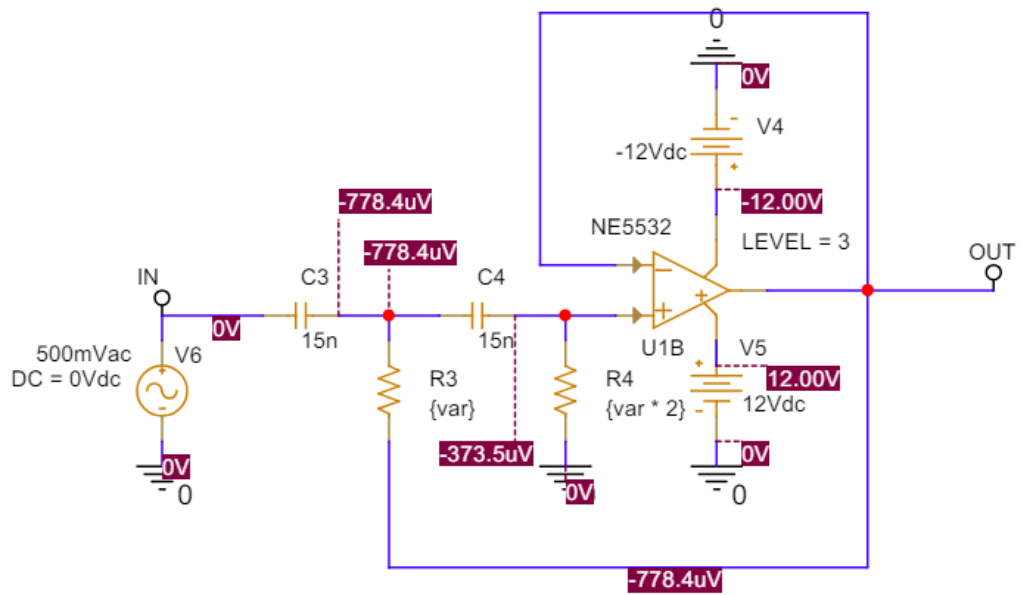 0
0V
V4
-12Vdc
-12.00V
-778.4uV
NE5532
LEVEL = 3
-778.4uV
OUT
IN
C3
C4
0V
15n
15n
U1B
V5
500mVac
V6
DC = 0Vdc
R3
R4
12.00V
{var}
{var * 2}
12Vdc
-373.5uV
0V
0V
0V
0
0
-778.4uV